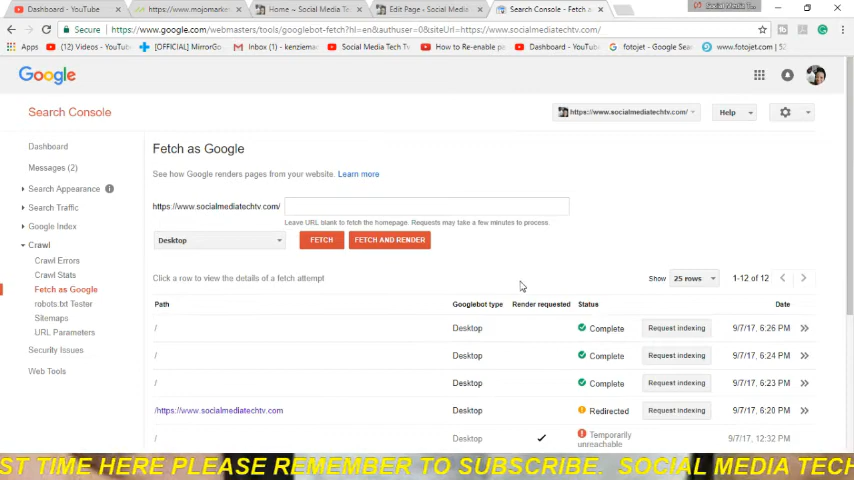 Dashboard - YouTube
https://www.mojomarke
Home ~ Social Media Te
Edit Page ‹ Social Medi
Search Console - Fetch a
Social Media T
Secure
https://www.google.com/webmasters/tools/googlebot-fetch?hl=en&authuser=0&siteUrl=https://www.socialmediatechtv.com/
Apps
(12) Videos - YouTu
[OFFICIAL] MirrorGo
Inbox (1) - kenziema
Social Media Tech Tv
How to Re-enable p
Dashboard - YouTub
fotojet - Google Sea
www.fotojet.com | 52
Google
Search Console
https://www.socialmediatechtv.com/
Help
Dashboard
Messages (2)
Search Appearance
Search Traffic
Google Index
Crawl
Crawl Errors
Crawl Stats
Fetch as Google
robots.txt Tester
Sitemaps
URL Parameters
Security Issues
Web Tools
Fetch as Google
See how Google renders pages from your website. Learn more
https://www.socialmediatechtv.com/
Leave URL blank to fetch the homepage. Requests may take a few minutes to process.
Desktop
FETCH
FETCH AND RENDER
Click a row to view the details of a fetch attempt
Show 25 rows 1-12 of 12
Path Googlebot type Render requested Status Date
/ Desktop Complete Request indexing 9/7/17, 6:26 PM
/ Desktop Complete Request indexing 9/7/17, 6:24 PM
/ Desktop Complete Request indexing 9/7/17, 6:23 PM
/https://www.socialmediatechtv.com Desktop Redirected Request indexing 9/7/17, 6:20 PM
/ Desktop ✓ Temporarily unreachable 9/7/17, 12:32 PM
ST TIME HERE PLEASE REMEMBER TO SUBSCRIBE. SOCIAL MEDIA TECH